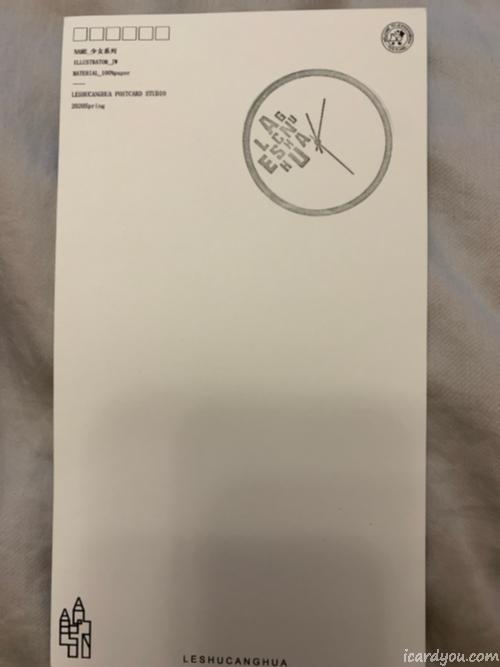 NAME_少女系列
ILLUSTRATOR_JW
MATERIAL_100%paper
LESHUCANGHUA POSTCARD STUDIO
2020Spring
LESHUCANGHUA
LESHUCANGHUA
icardyou.com